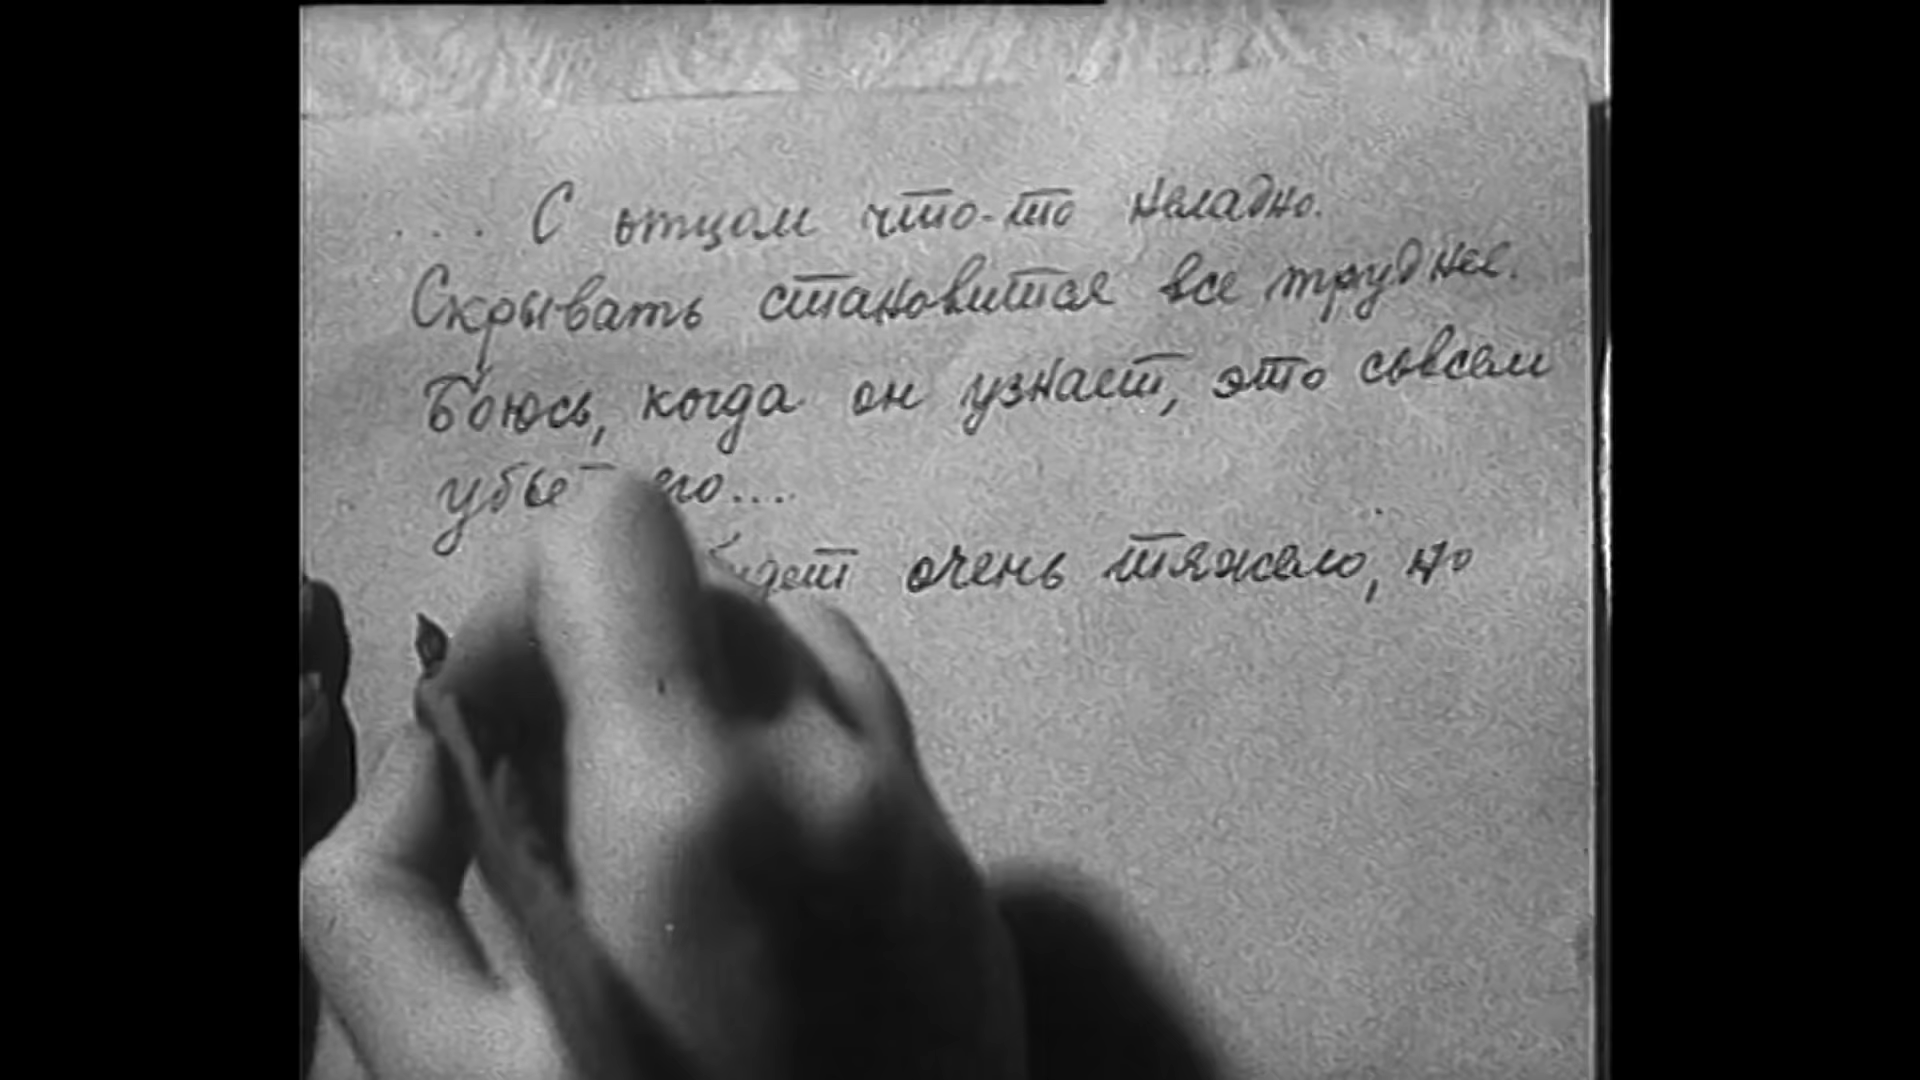 ... С отцом что-то неладно.
Скрывать становится все труднее.
Боюсь, когда он узнает, это совсем
убьет его....
будет очень тяжело, но